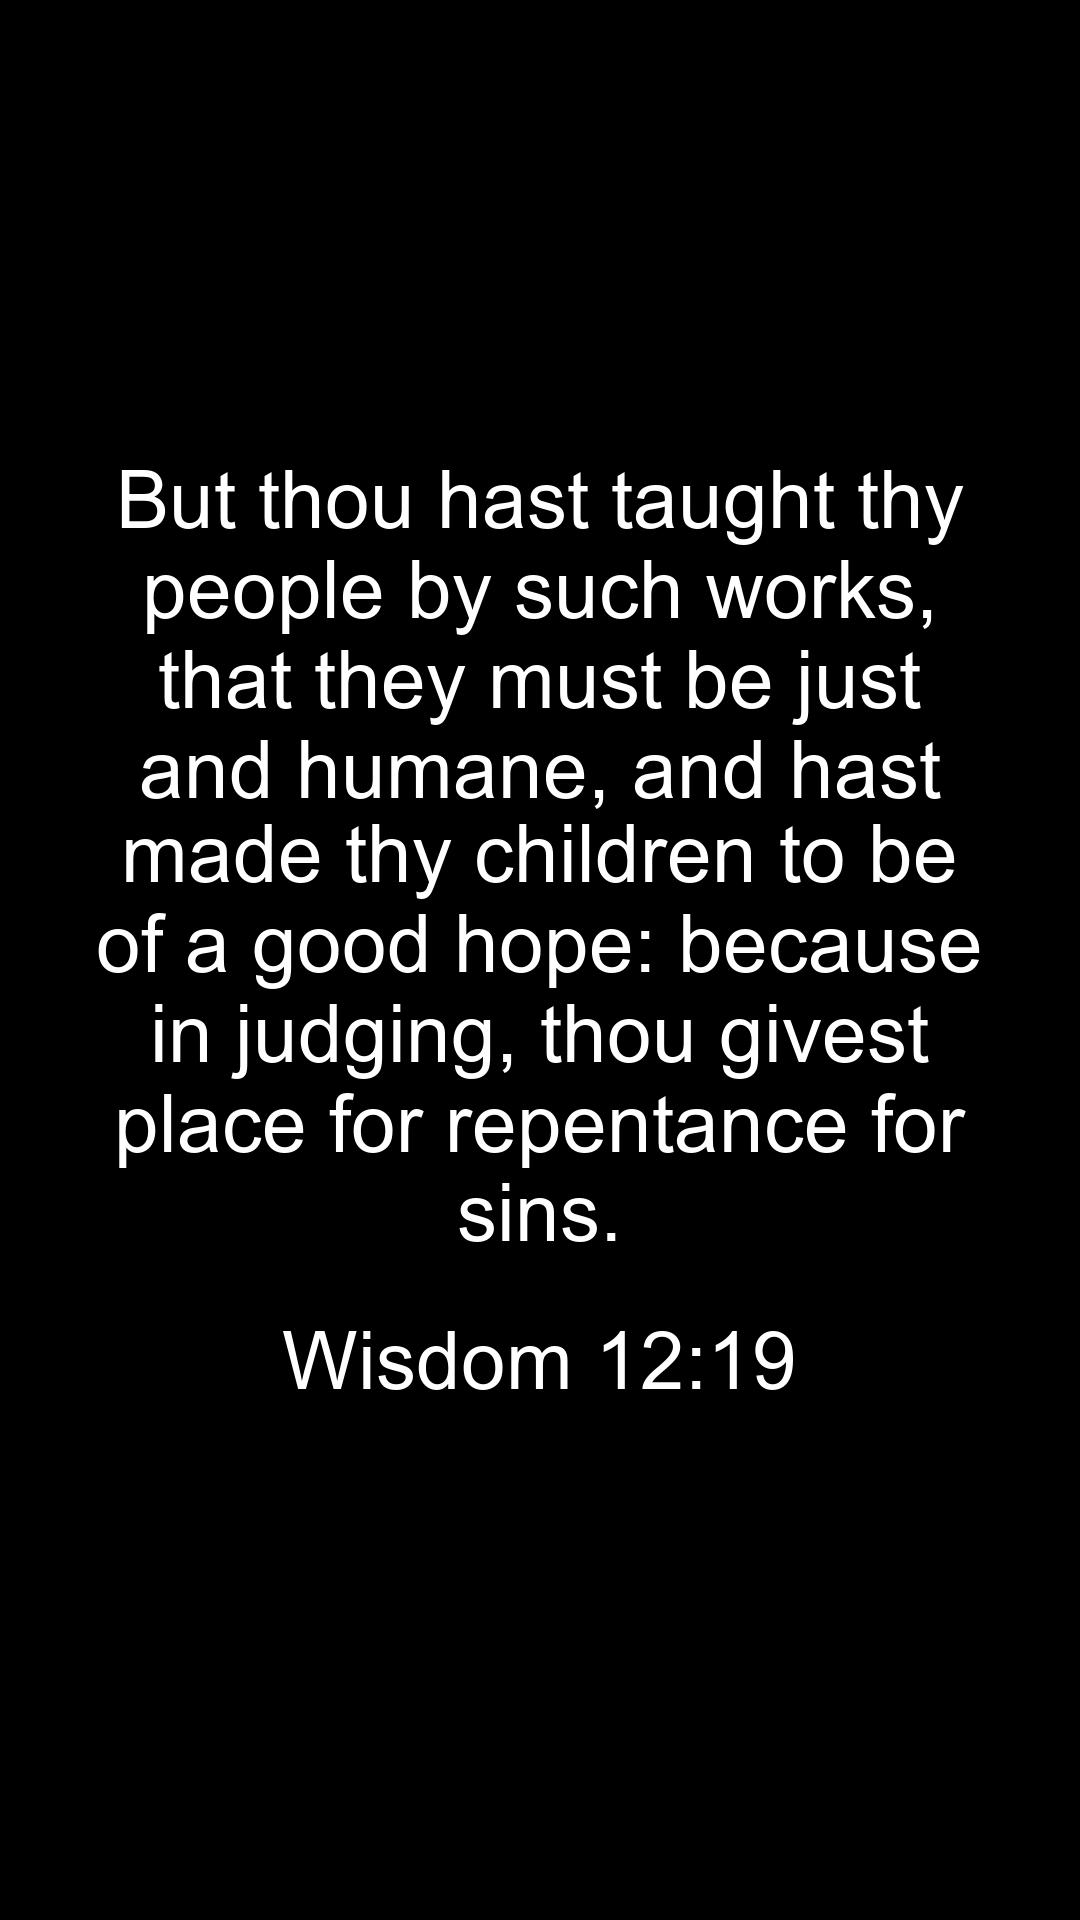 But thou hast taught thy
people by such works,
that they must be just
and humane, and hast
made thy children to be
of a good hope: because
in judging, thou givest
place for repentance for
sins.
Wisdom 12:19